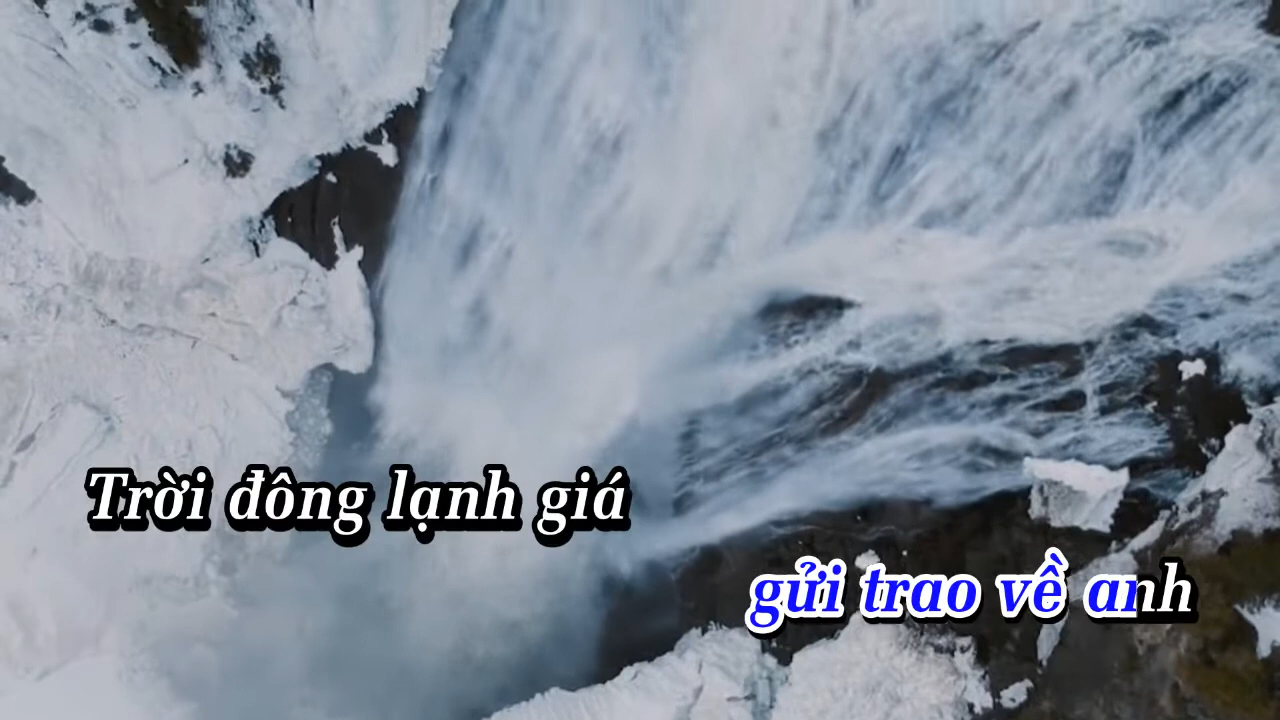 Trời đông lạnh giá
gửi trao về anh